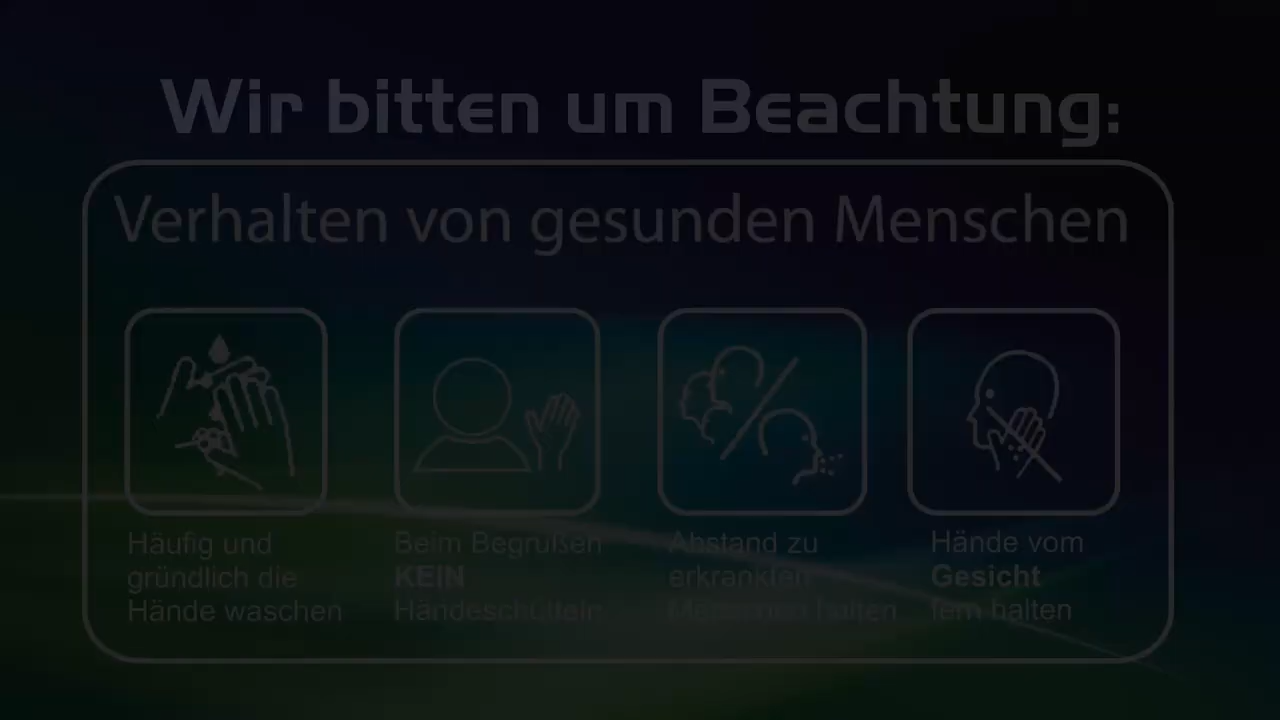 Wir bitten um Beachtung:
Verhalten von gesunden Menschen
Häufig und
gründlich die
Hände waschen
Beim Begrüßen
KEIN
Händeschütteln
Abstand zu
erkrankten
Menschen halten
Hände vom
Gesicht
fern halten